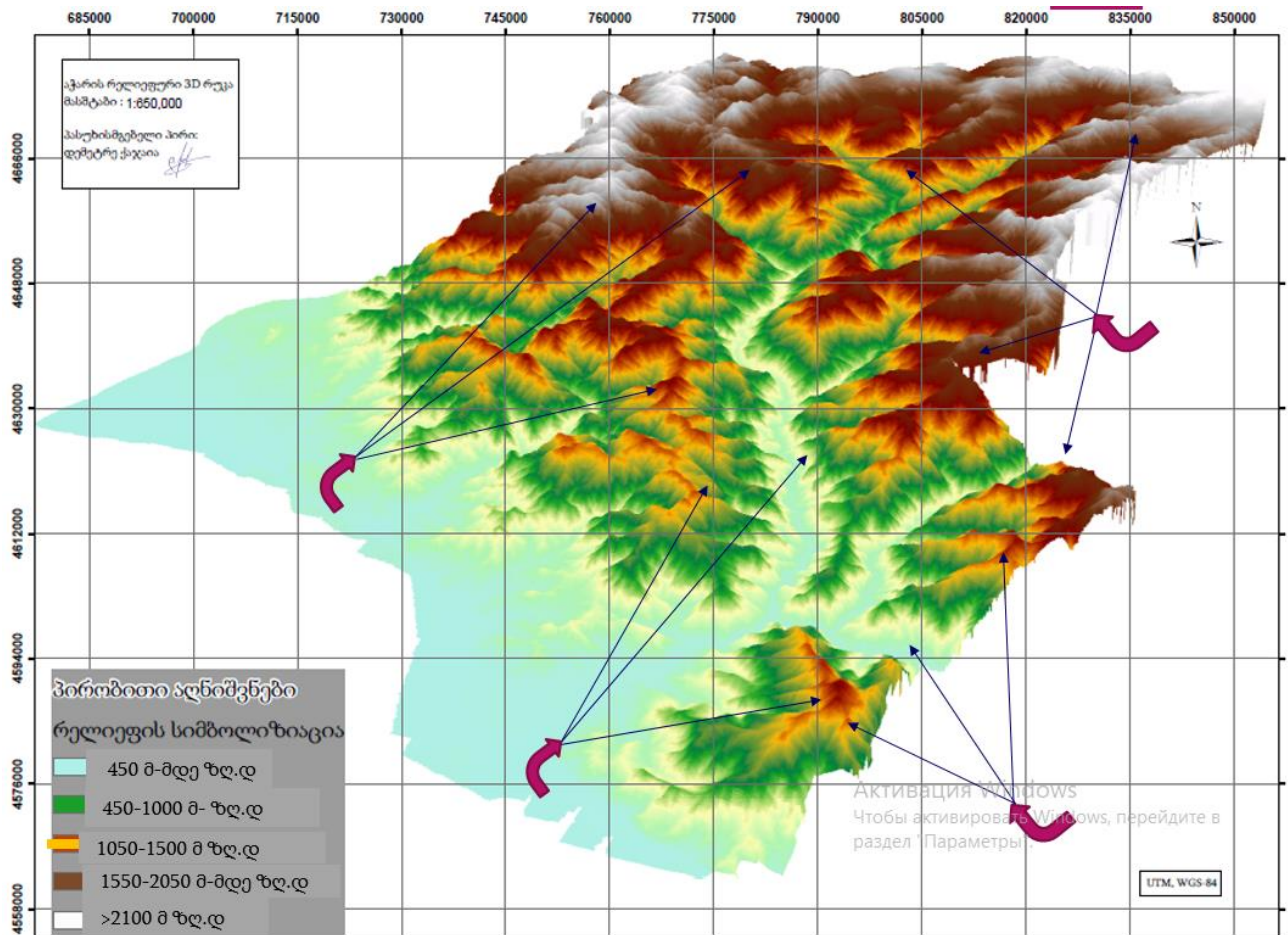 685000 700000 715000 730000 745000 760000 775000 790000 805000 820000 835000 850000
აჭარის რელიეფური 3D რუკა
მასშტაბი : 1:650,000
პასუხისმგებელი პირი:
დემეტრე ქაჯაია
4666000
4648000
4630000
4612000
4594000
4576000
4558000
N
პირობითი აღნიშვნები
რელიეფის სიმბოლიზიაცია
450 მ-მდე ზღ.დ
450-1000 მ- ზღ.დ
1050-1500 მ ზღ.დ
1550-2050 მ-მდე ზღ.დ
>2100 მ ზღ.დ
Активация Windows
Чтобы активировать Windows, перейдите в
раздел "Параметры".
UTM, WGS-84